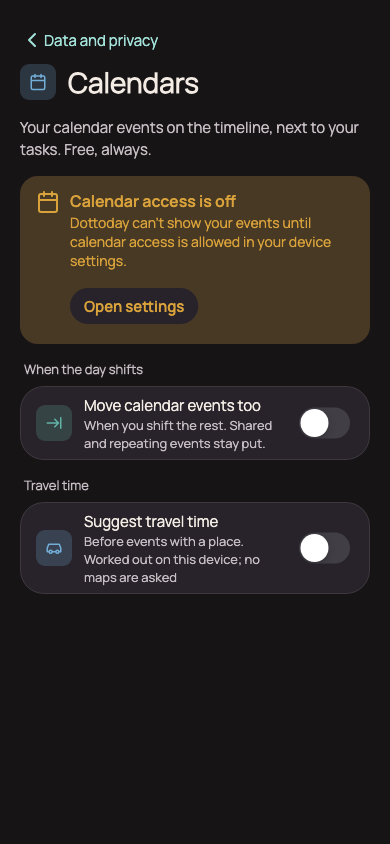 Data and privacy
Calendars
Your calendar events on the timeline, next to your
tasks. Free, always.
Calendar access is off
Dottoday can't show your events until
calendar access is allowed in your device
settings.
Open settings
When the day shifts
Move calendar events too
When you shift the rest. Shared
and repeating events stay put.
Travel time
Suggest travel time
Before events with a place.
Worked out on this device; no
maps are asked